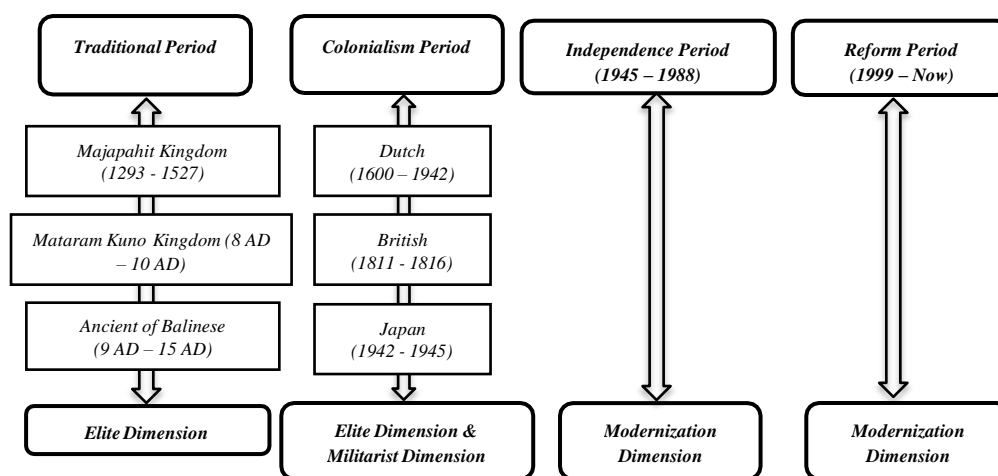 Traditional Period
Majapahit Kingdom
(1293 - 1527)
Mataram Kuno Kingdom (8 AD
– 10 AD)
Ancient of Balinese
(9 AD – 15 AD)
Elite Dimension
Colonialism Period
Dutch
(1600 – 1942)
British
(1811 - 1816)
Japan
(1942 - 1945)
Elite Dimension &
Militarist Dimension
Independence Period
(1945 – 1988)
Modernization
Dimension
Reform Period
(1999 – Now)
Modernization
Dimension